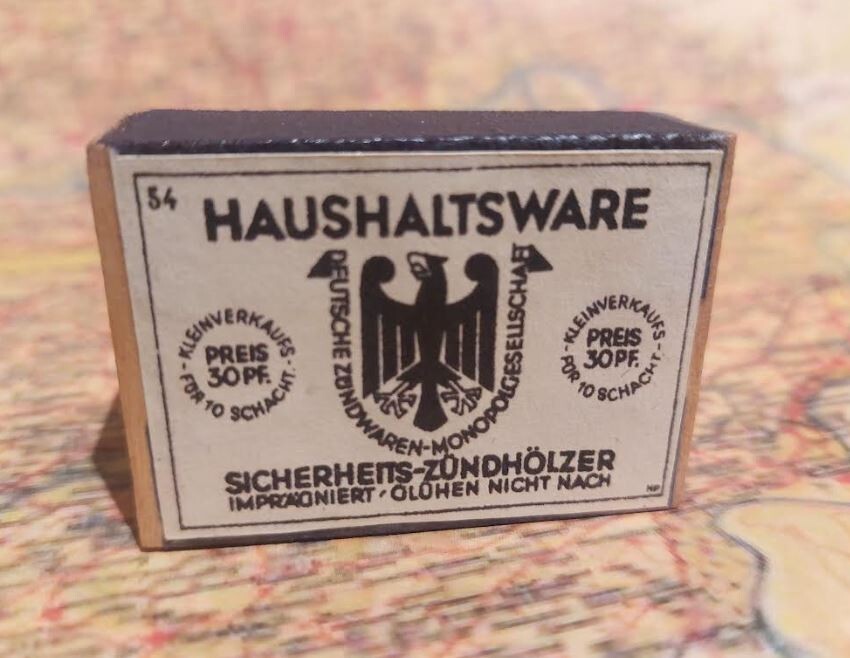 54
HAUSHALTSWARE
DEUTSCHE ZÜNDWAREN-MONOPOLGESELLSCHAFT
- KLEINVERKAUFS -
PREIS
30 PF.
FÜR 10 SCHACHT.
- KLEINVERKAUFS -
PREIS
30 PF.
FÜR 10 SCHACHT.
SICHERHEITS-ZÜNDHÖLZER
IMPRÄGNIERT, GLÜHEN NICHT NACH
NP